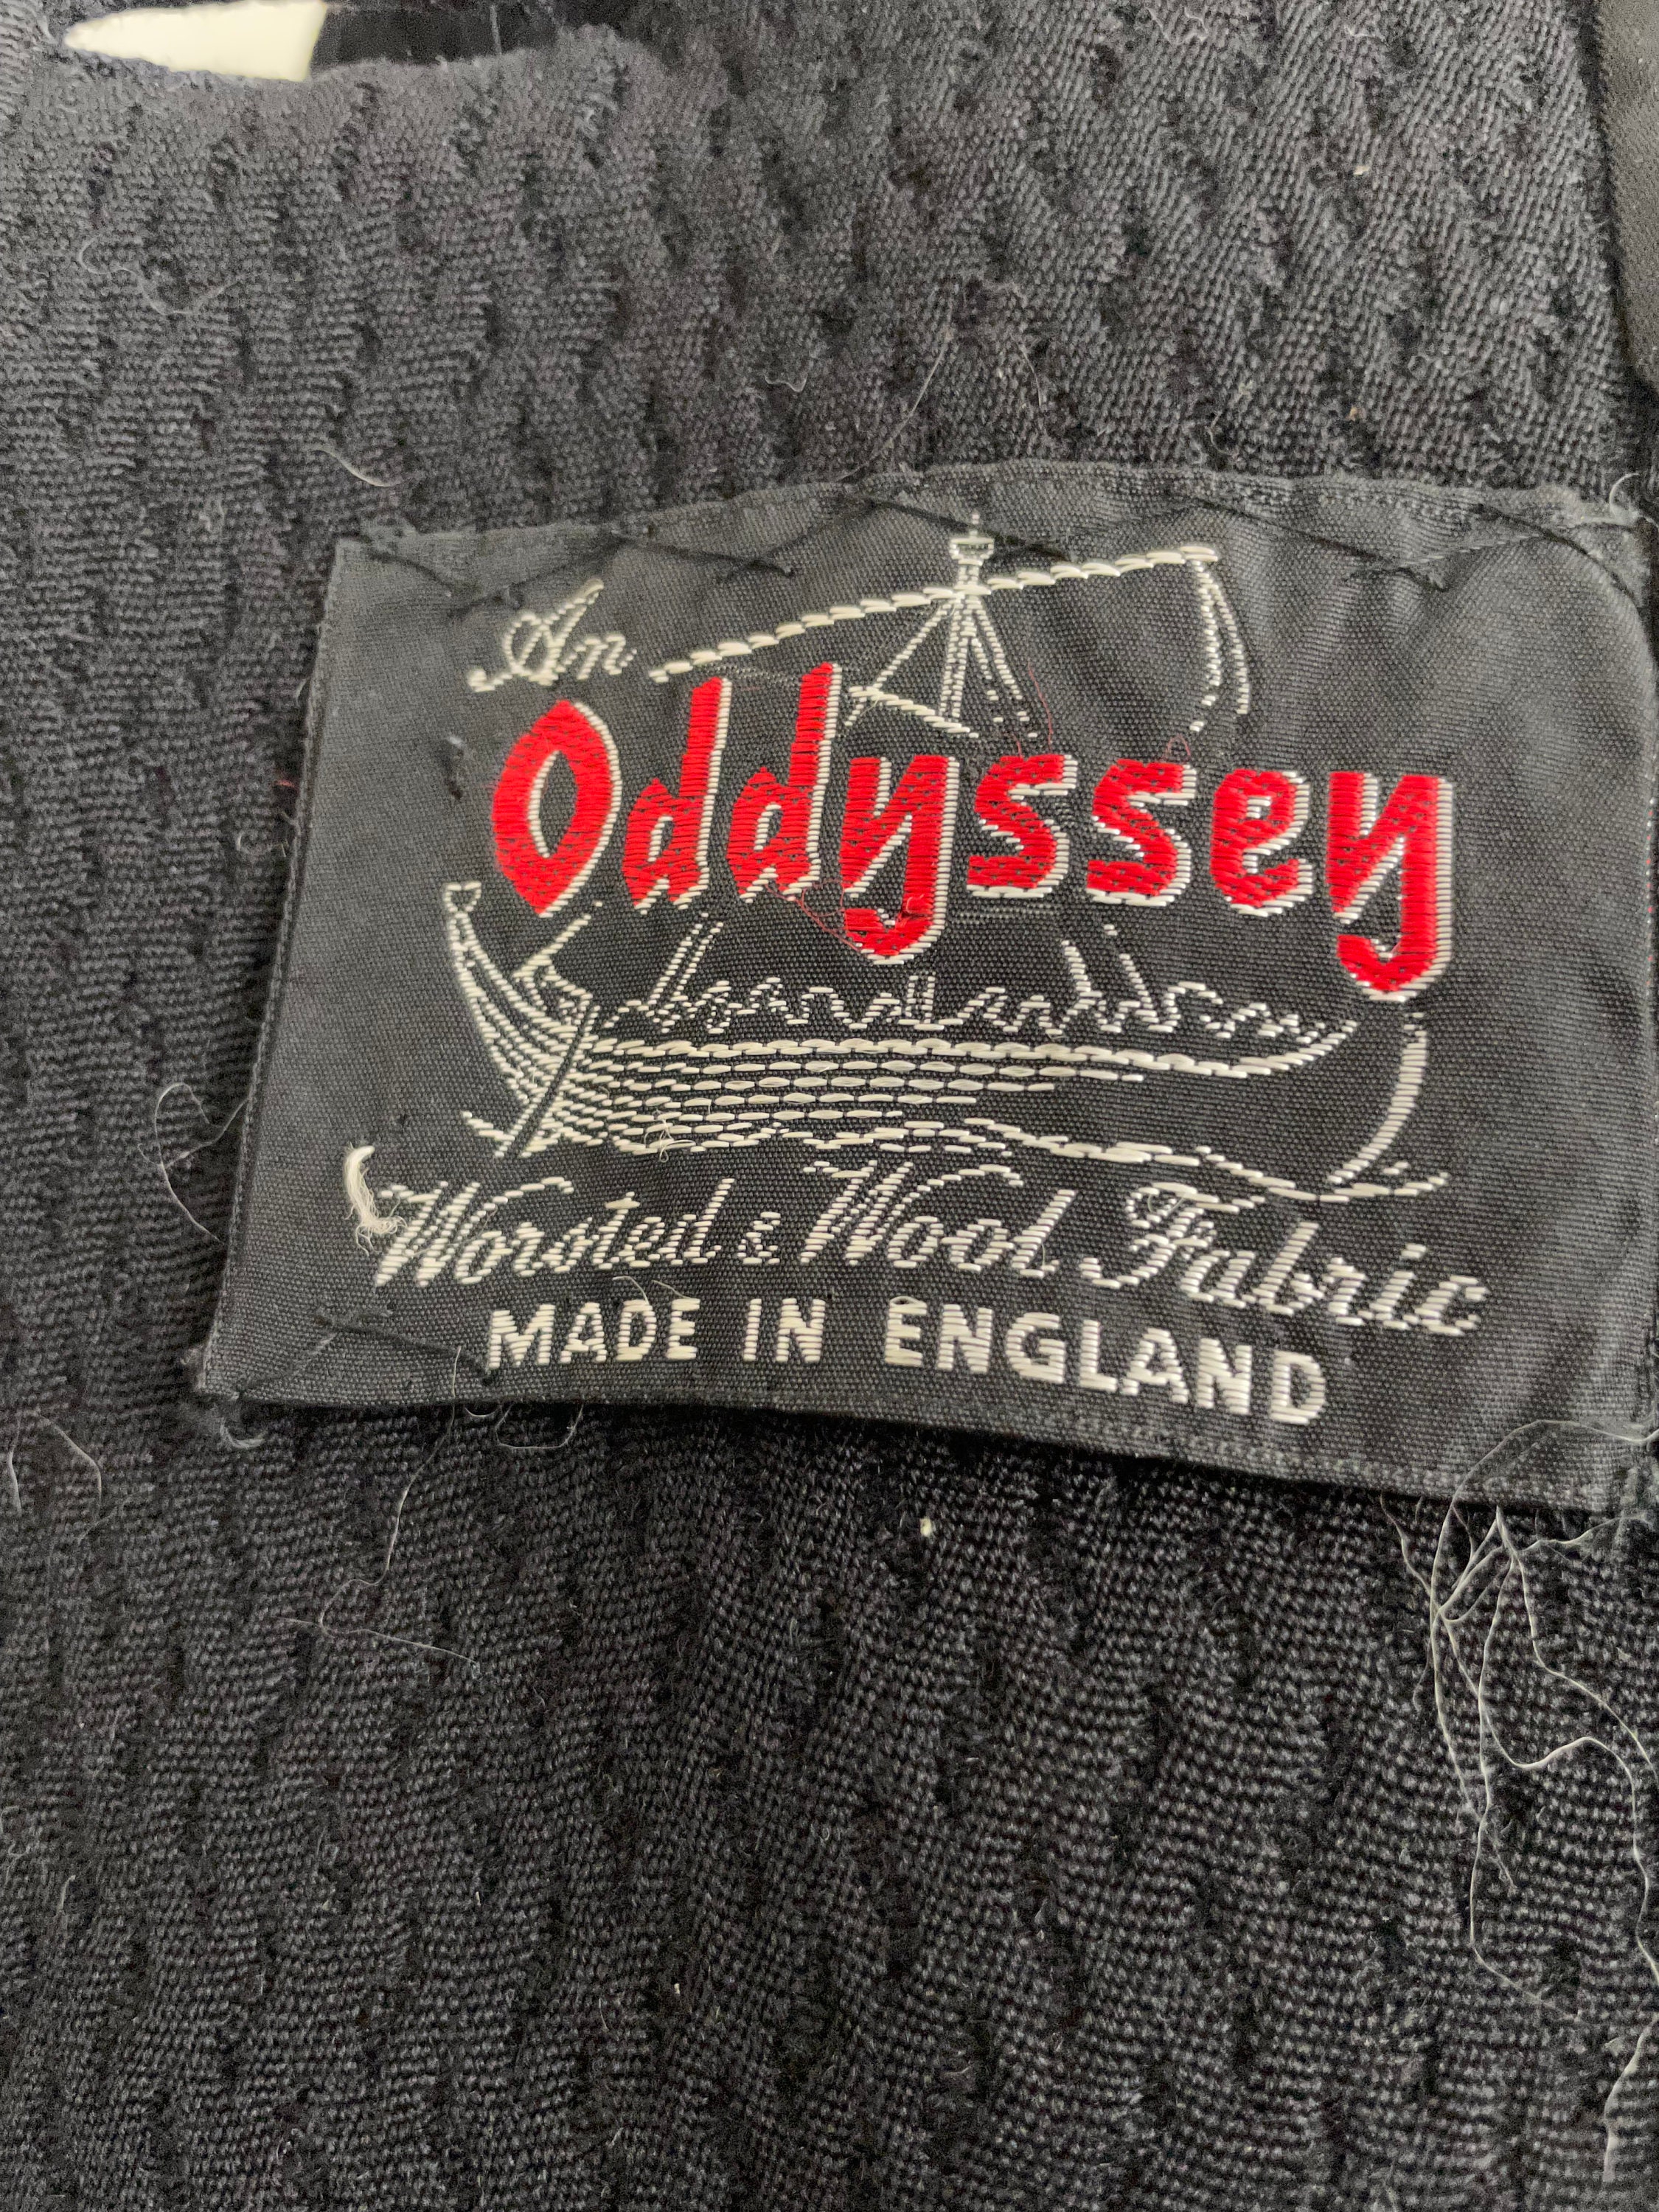 An
Oddyssey
Worsted & Wool Fabric
MADE IN ENGLAND